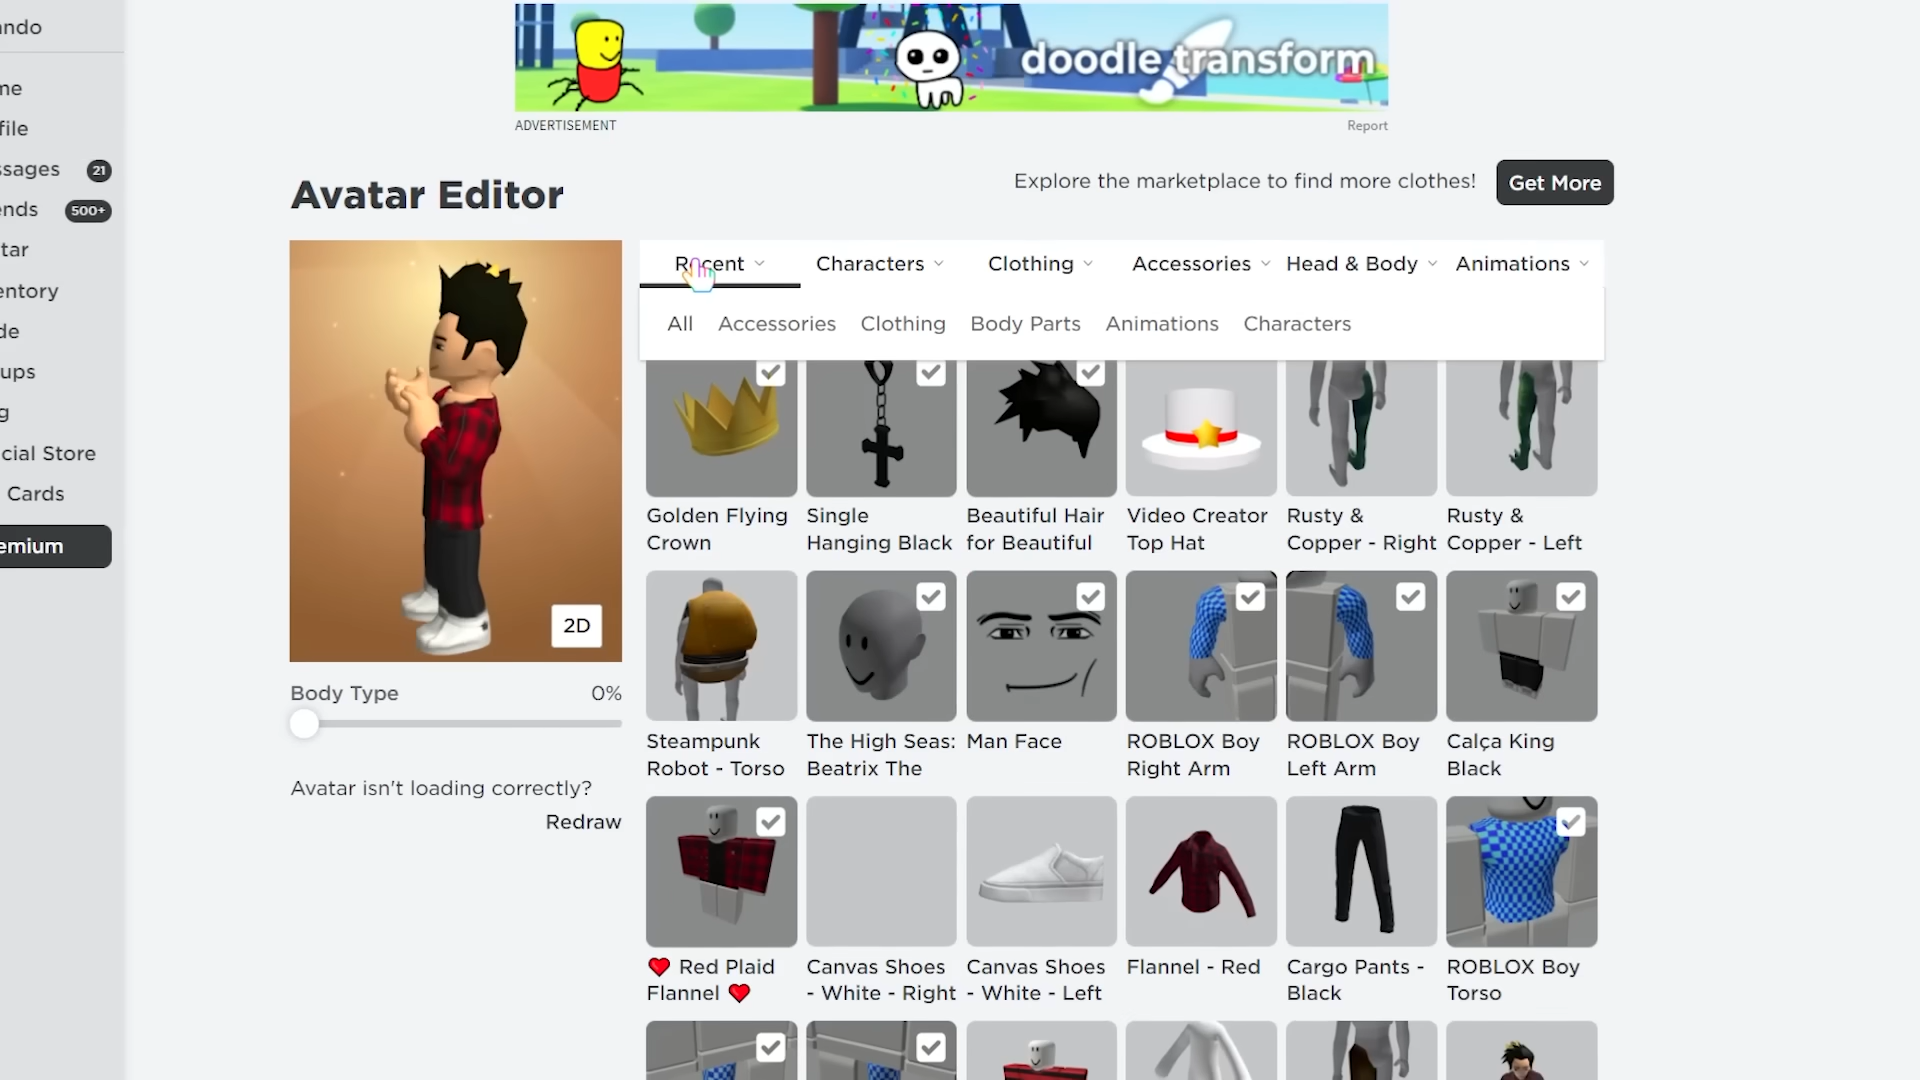 ando
me
file
ssages 21
ends 500+
tar
entory
de
ups
g
cial Store
Cards
emium
doodle transform
ADVERTISEMENT
Report
Avatar Editor
Explore the marketplace to find more clothes!
Get More
2D
Body Type 0%
Avatar isn't loading correctly?
Redraw
Recent Characters Clothing Accessories Head & Body Animations
All Accessories Clothing Body Parts Animations Characters
Golden Flying
Crown
Single
Hanging Black
Beautiful Hair
for Beautiful
Video Creator
Top Hat
Rusty &
Copper - Right
Rusty &
Copper - Left
Steampunk
Robot - Torso
The High Seas:
Beatrix The
Man Face
ROBLOX Boy
Right Arm
ROBLOX Boy
Left Arm
Calça King
Black
❤️ Red Plaid
Flannel ❤️
Canvas Shoes
- White - Right
Canvas Shoes
- White - Left
Flannel - Red
Cargo Pants -
Black
ROBLOX Boy
Torso